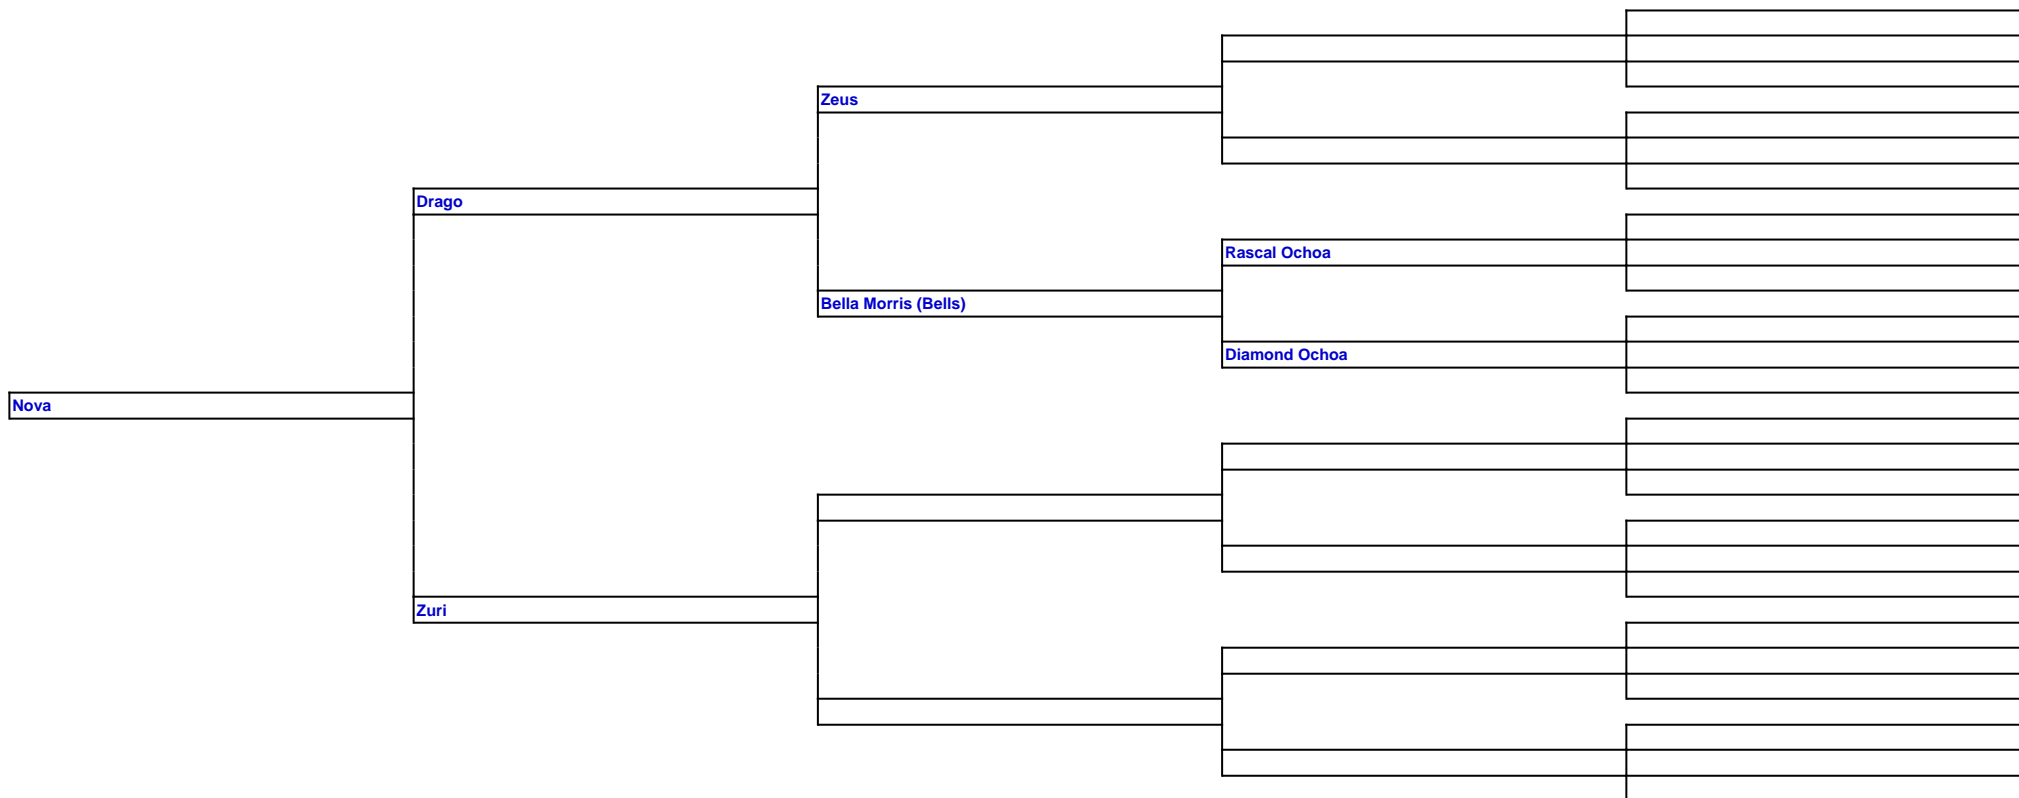 Zeus
Drago
Rascal Ochoa
Bella Morris (Bells)
Diamond Ochoa
Nova
Zuri